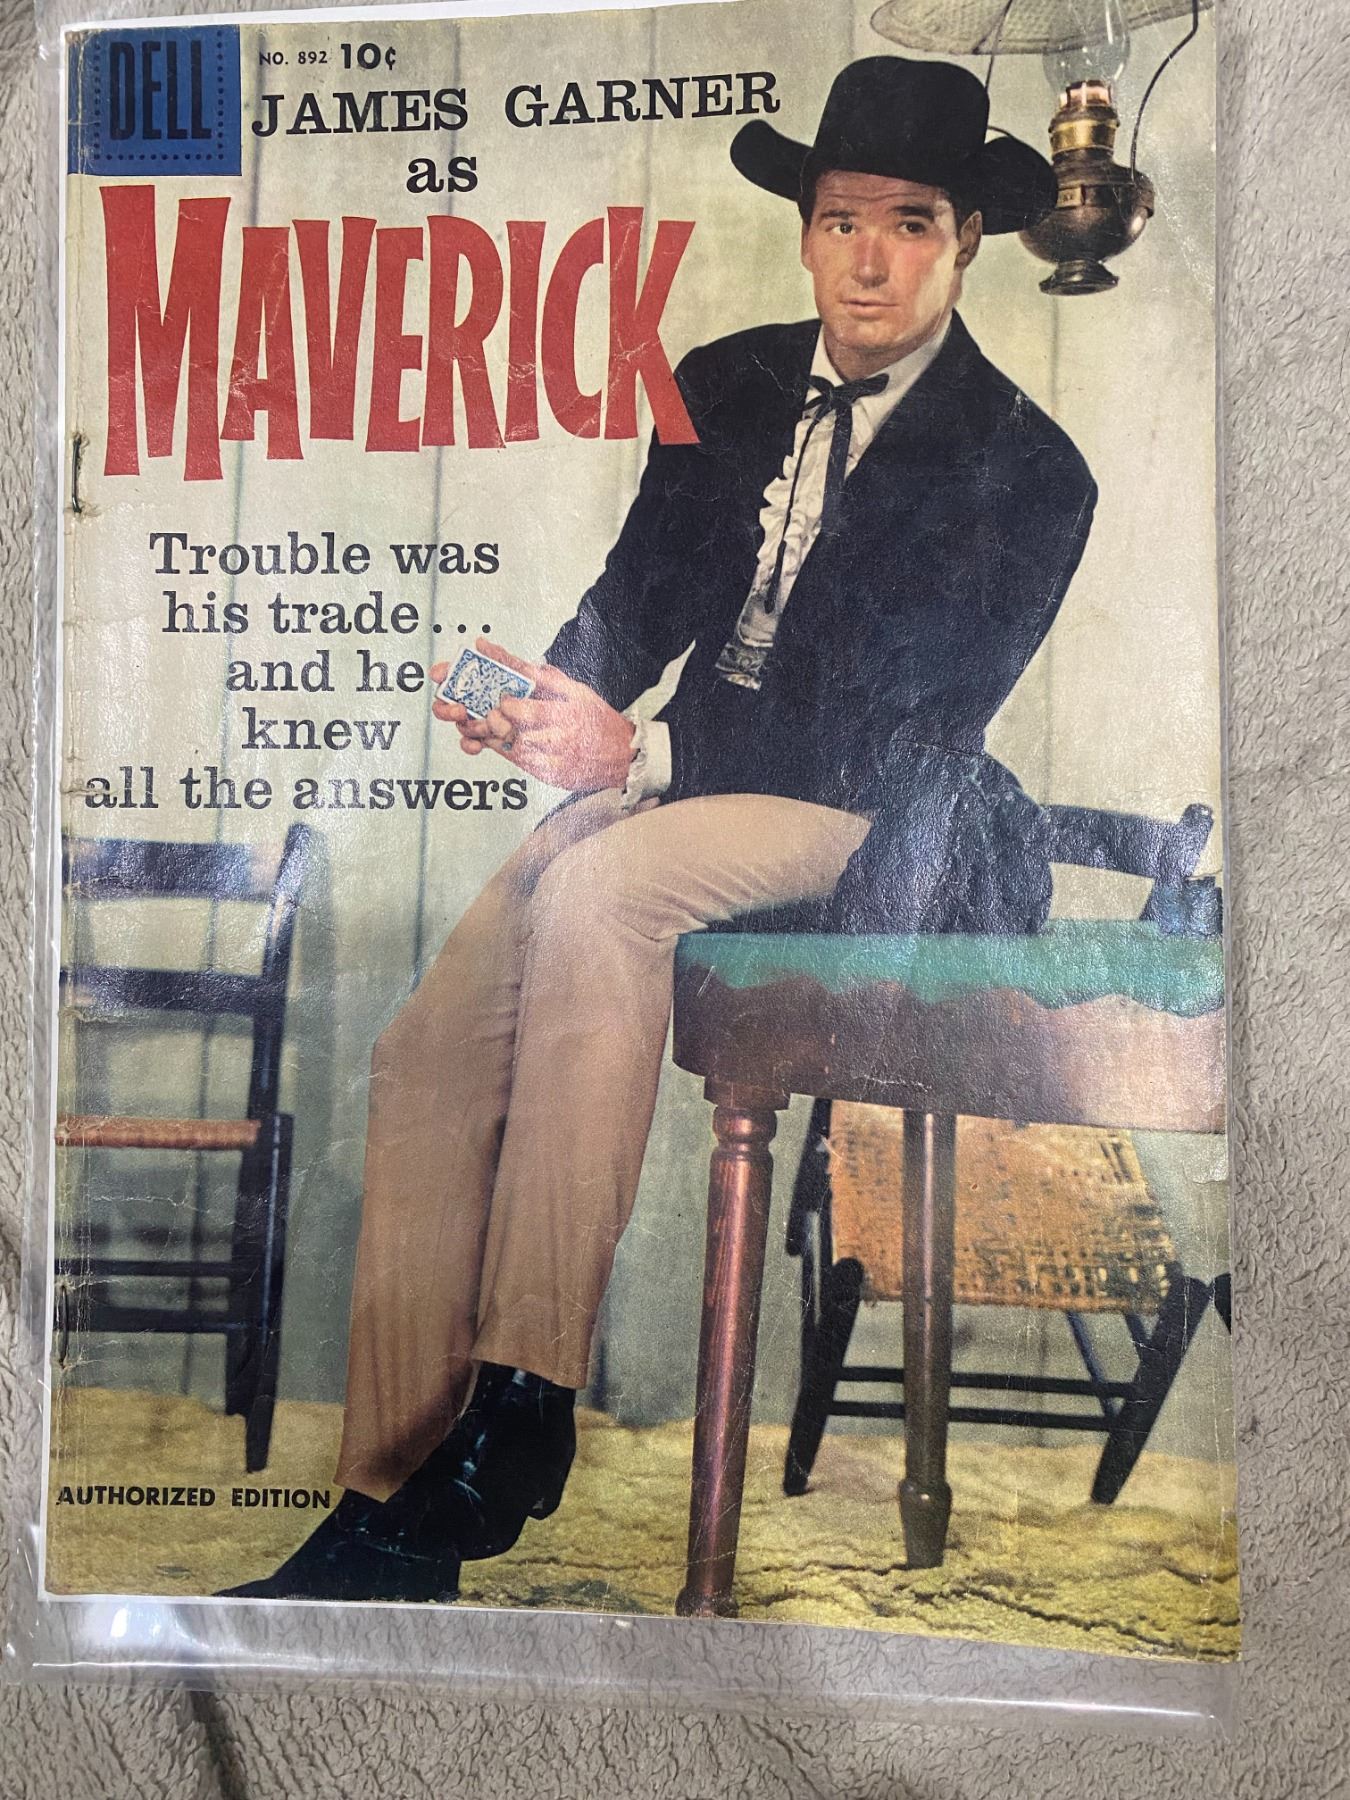 DELL
NO. 892 10¢
JAMES GARNER
as
MAVERICK
Trouble was
his trade...
and he
knew
all the answers
AUTHORIZED EDITION